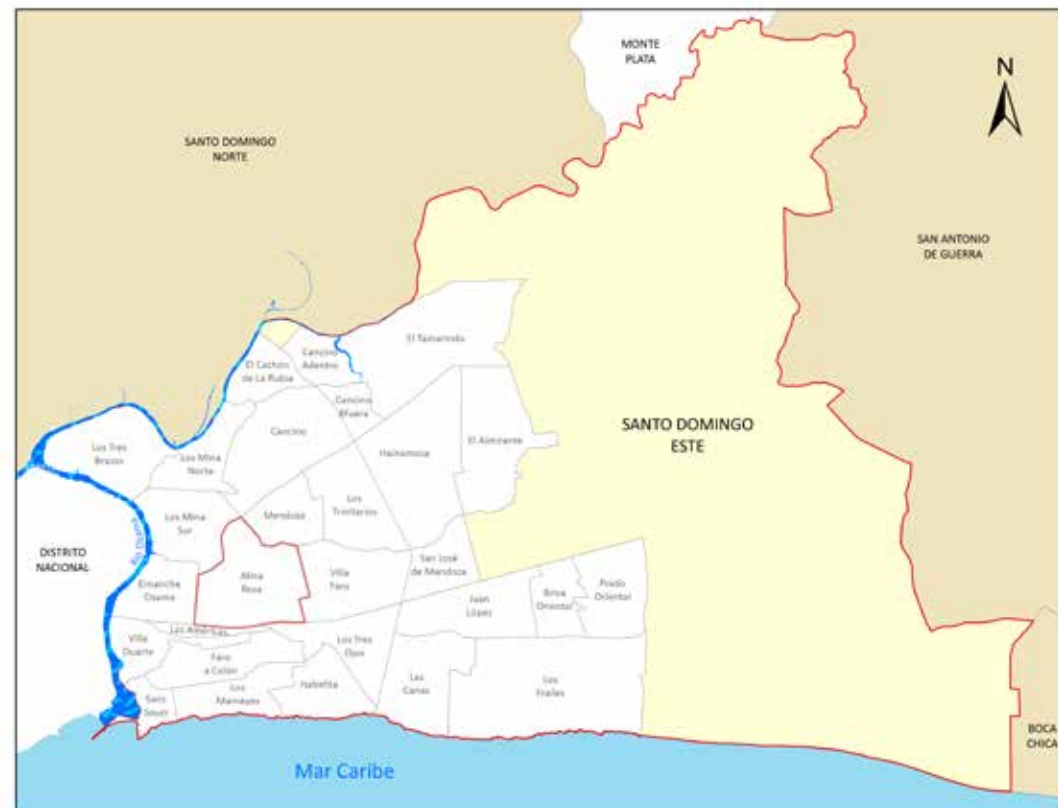 MONTE
PLATA
N
SANTO DOMINGO
NORTE
SAN ANTONIO
DE GUERRA
El Tamarindo
Cancino
Adentro
El Cachón
de La Rubia
Cancino
Afuera
SANTO DOMINGO
ESTE
Cancino
Hainamosa
El Almirante
Los Tres
Brazos
Los Mina
Norte
Los
Trinitarios
Mendoza
Los Mina
Sur
Río Ozama
DISTRITO
NACIONAL
San José
de Mendoza
Alma
Rosa
Villa
Faro
Ensanche
Ozama
Brisa
Oriental
Prado
Oriental
Juan
López
Las Américas
Villa
Duarte
Los Tres
Ojos
Faro
a Colón
Isabelita
Las
Canas
Los
Frailes
Los
Mameyes
Sans
Souci
BOCA
CHICA
Mar Caribe